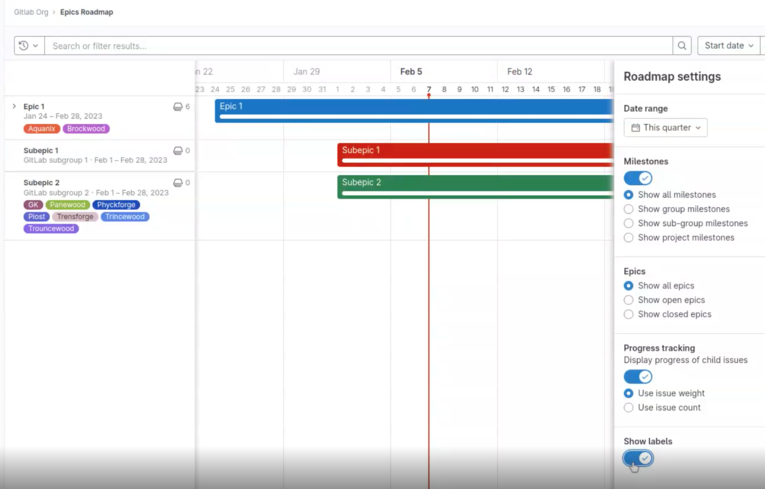 Gitlab Org › Epics Roadmap
Search or filter results...
Start date
n 22
Jan 29
Feb 5
Feb 12
23 24 25 26 27 28 29 30 31 1 2 3 4 5 6 7 8 9 10 11 12 13 14 15 16 17 18
Epic 1
6
Jan 24 – Feb 28, 2023
Aquanix Brockwood
Epic 1
Subepic 1
0
GitLab subgroup 1 · Feb 1 – Feb 28, 2023
Subepic 1
Subepic 2
0
GitLab subgroup 2 · Feb 1 – Feb 28, 2023
GK Panewood Phyckforge
Plost Trensforge Trincewood
Trouncewood
Subepic 2
Roadmap settings
Date range
This quarter
Milestones
Show all milestones
Show group milestones
Show sub-group milestones
Show project milestones
Epics
Show all epics
Show open epics
Show closed epics
Progress tracking
Display progress of child issues
Use issue weight
Use issue count
Show labels